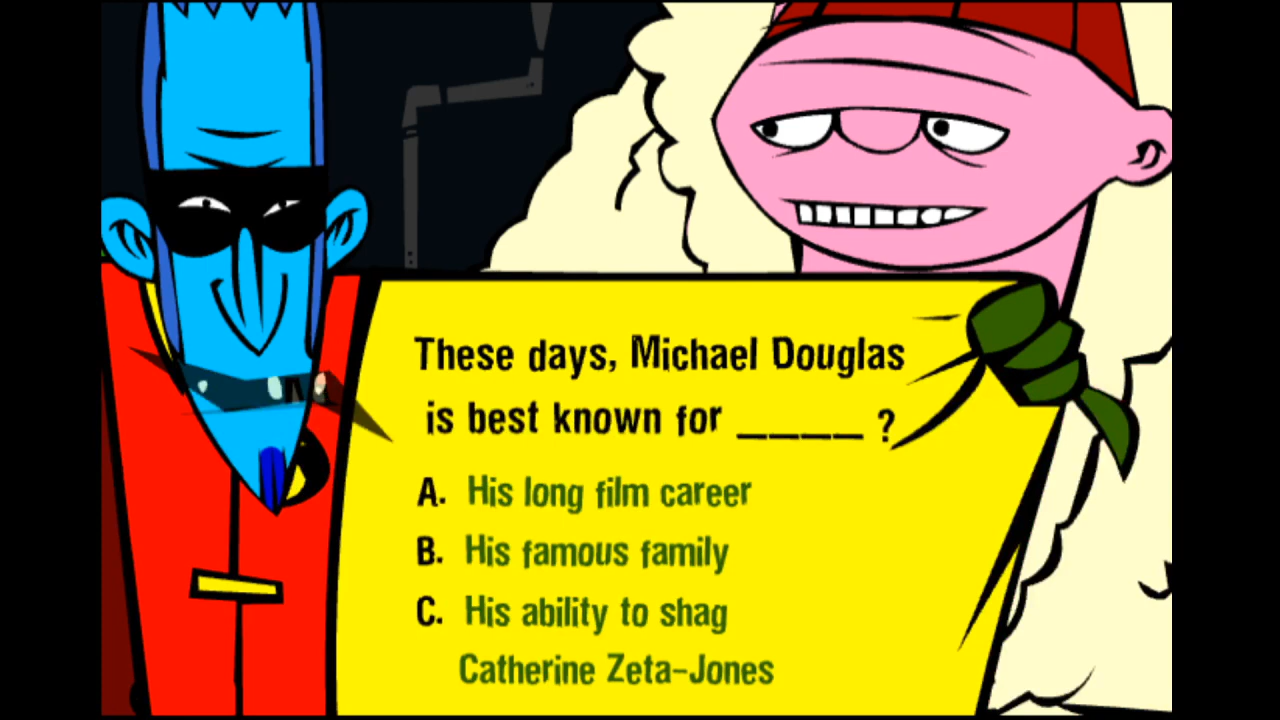 These days, Michael Douglas
is best known for ____ ?
A. His long film career
B. His famous family
C. His ability to shag
Catherine Zeta-Jones